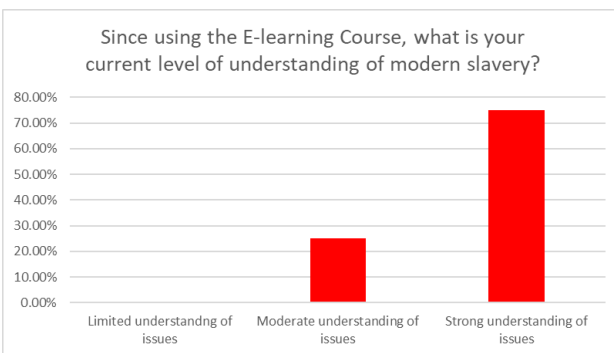 Since using the E-learning Course, what is your
current level of understanding of modern slavery?
80.00%
70.00%
60.00%
50.00%
40.00%
30.00%
20.00%
10.00%
0.00%
Limited understandng of
issues
Moderate understanding of
issues
Strong understanding of
issues